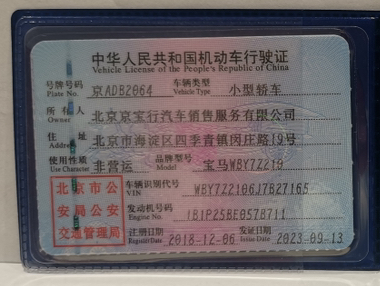 中华人民共和国机动车行驶证
Vehicle License of the People's Republic of China
号牌号码 Plate No. 京ADB2064 车辆类型 Vehicle Type 小型轿车
所有人 Owner 北京京宝行汽车销售服务有限公司
住址 Address 北京市海淀区四季青镇闵庄路19号
使用性质 Use Character 非营运 品牌型号 Model 宝马WBY7Z210
车辆识别代号 VIN WBY7Z2106J7B27165
北京市公
安局公安
交通管理局
发动机号码 Engine No. IB1P25BE057B711
注册日期 Register Date 2018-12-06 发证日期 Issue Date 2023-09-13